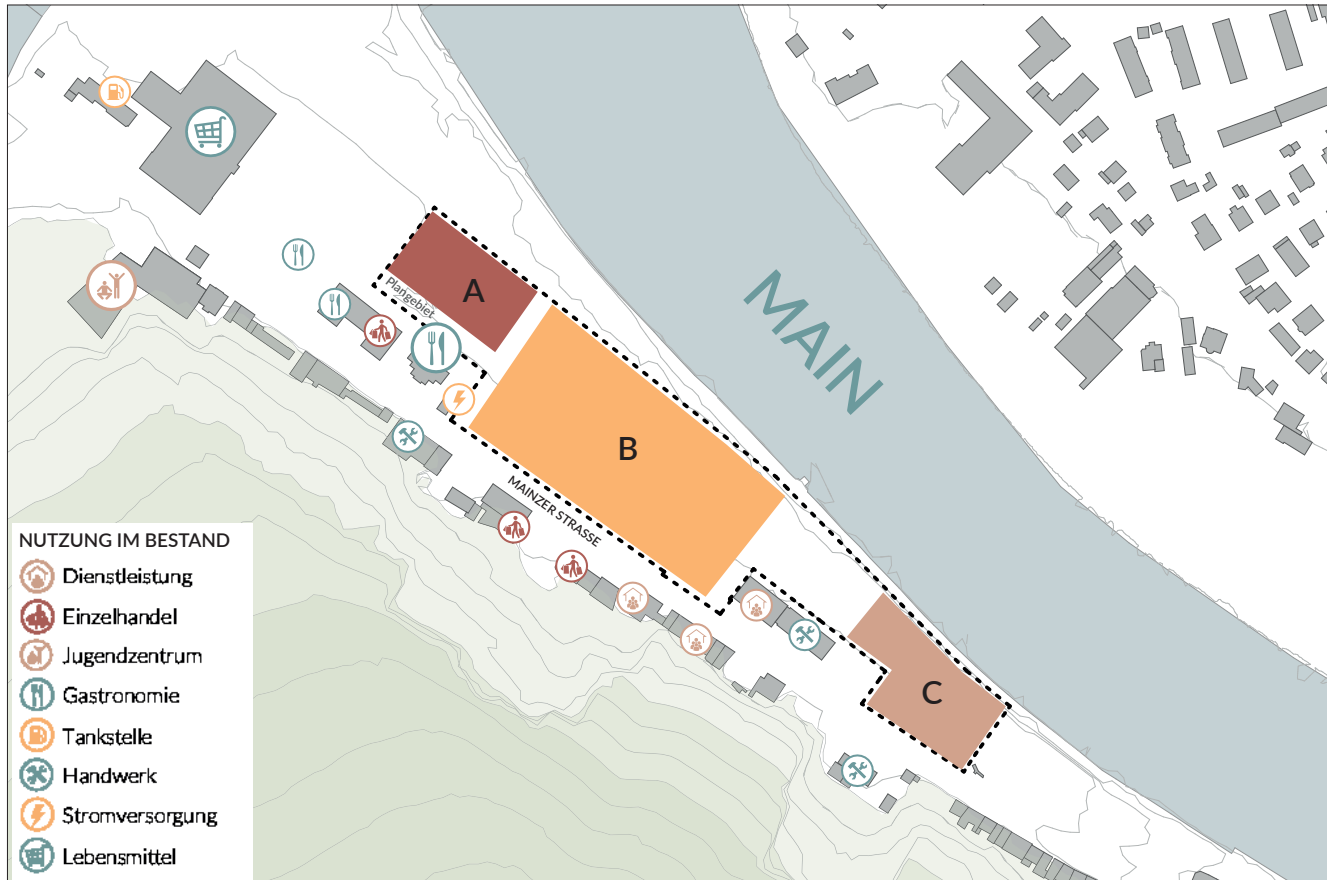 A
Plangebiet
MAIN
B
MAINZER STRASSE
C
NUTZUNG IM BESTAND
Dienstleistung
Einzelhandel
Jugendzentrum
Gastronomie
Tankstelle
Handwerk
Stromversorgung
Lebensmittel